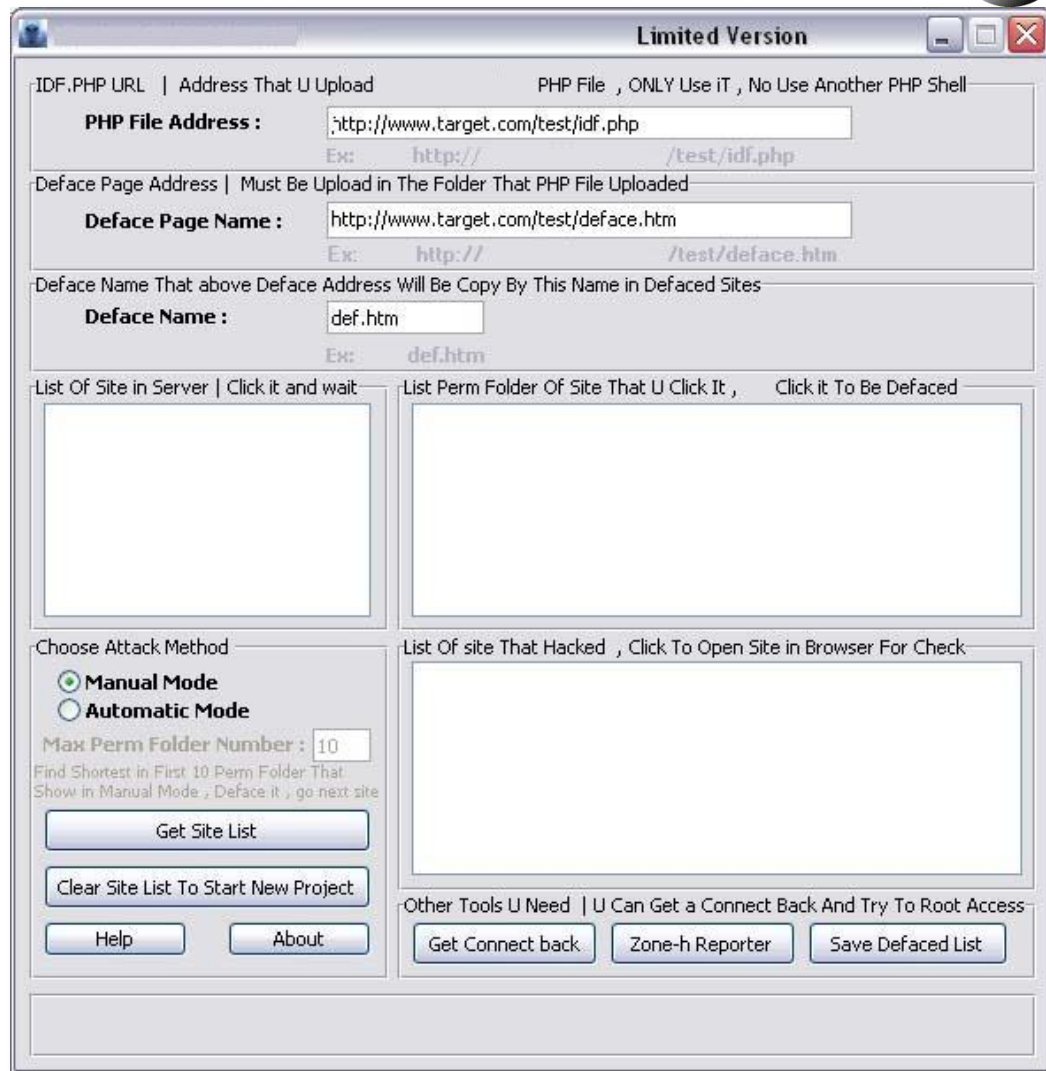 Limited Version
IDF.PHP URL | Address That U Upload PHP File , ONLY Use iT , No Use Another PHP Shell
PHP File Address : http://www.target.com/test/idf.php
Ex: http:// /test/idf.php
Deface Page Address | Must Be Upload in The Folder That PHP File Uploaded
Deface Page Name : http://www.target.com/test/deface.htm
Ex: http:// /test/deface.htm
Deface Name That above Deface Address Will Be Copy By This Name in Defaced Sites
Deface Name : def.htm
Ex: def.htm
List Of Site in Server | Click it and wait
List Perm Folder Of Site That U Click It , Click it To Be Defaced
Choose Attack Method
Manual Mode
Automatic Mode
Max Perm Folder Number : 10
Find Shortest in First 10 Perm Folder That
Show in Manual Mode , Deface it , go next site
Get Site List
Clear Site List To Start New Project
Help About
List Of site That Hacked , Click To Open Site in Browser For Check
Other Tools U Need | U Can Get a Connect Back And Try To Root Access
Get Connect back Zone-h Reporter Save Defaced List